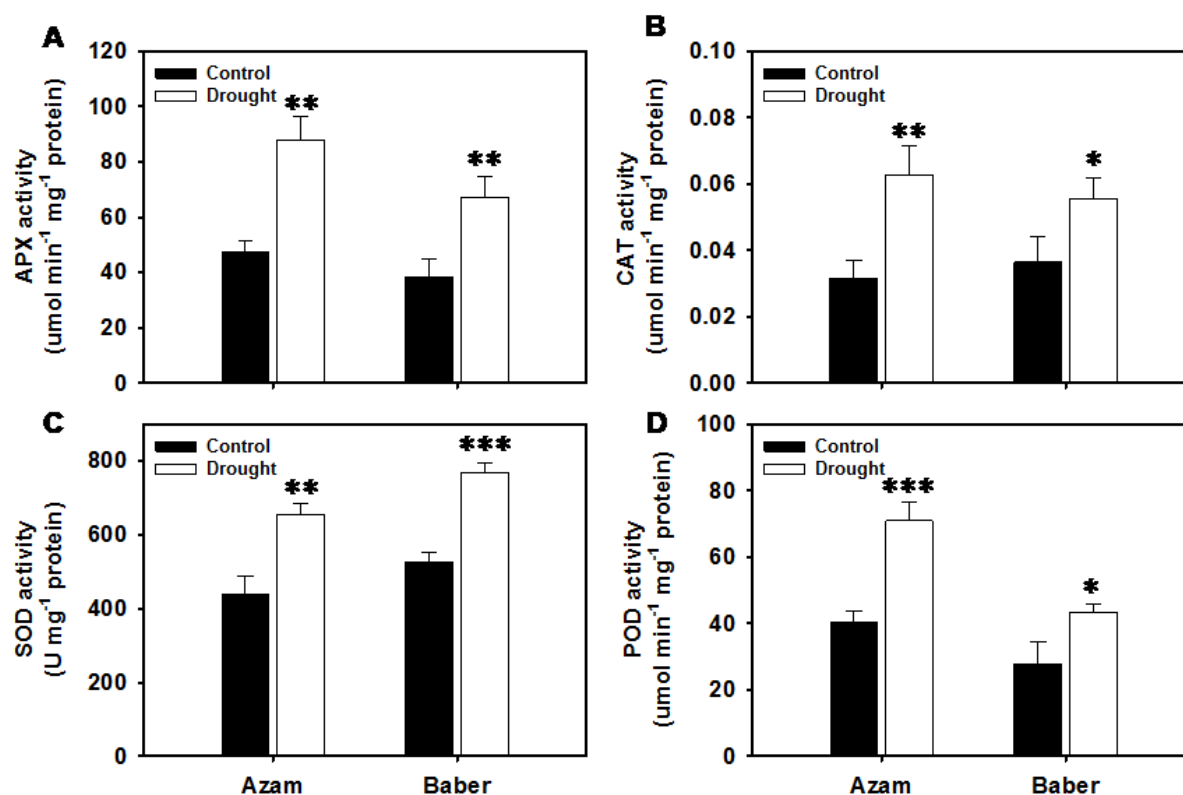 A
120
100
80
60
40
20
0
APX activity
(umol min⁻¹ mg⁻¹ protein)
Control
Drought
**
**
B
0.10
0.08
0.06
0.04
0.02
0.00
CAT activity
(umol min⁻¹ mg⁻¹ protein)
Control
Drought
**
*
C
800
600
400
200
0
SOD activity
(U mg⁻¹ protein)
Control
Drought
**
***
Azam Baber
D
100
80
60
40
20
0
POD activity
(umol min⁻¹ mg⁻¹ protein)
Control
Drought
***
*
Azam Baber